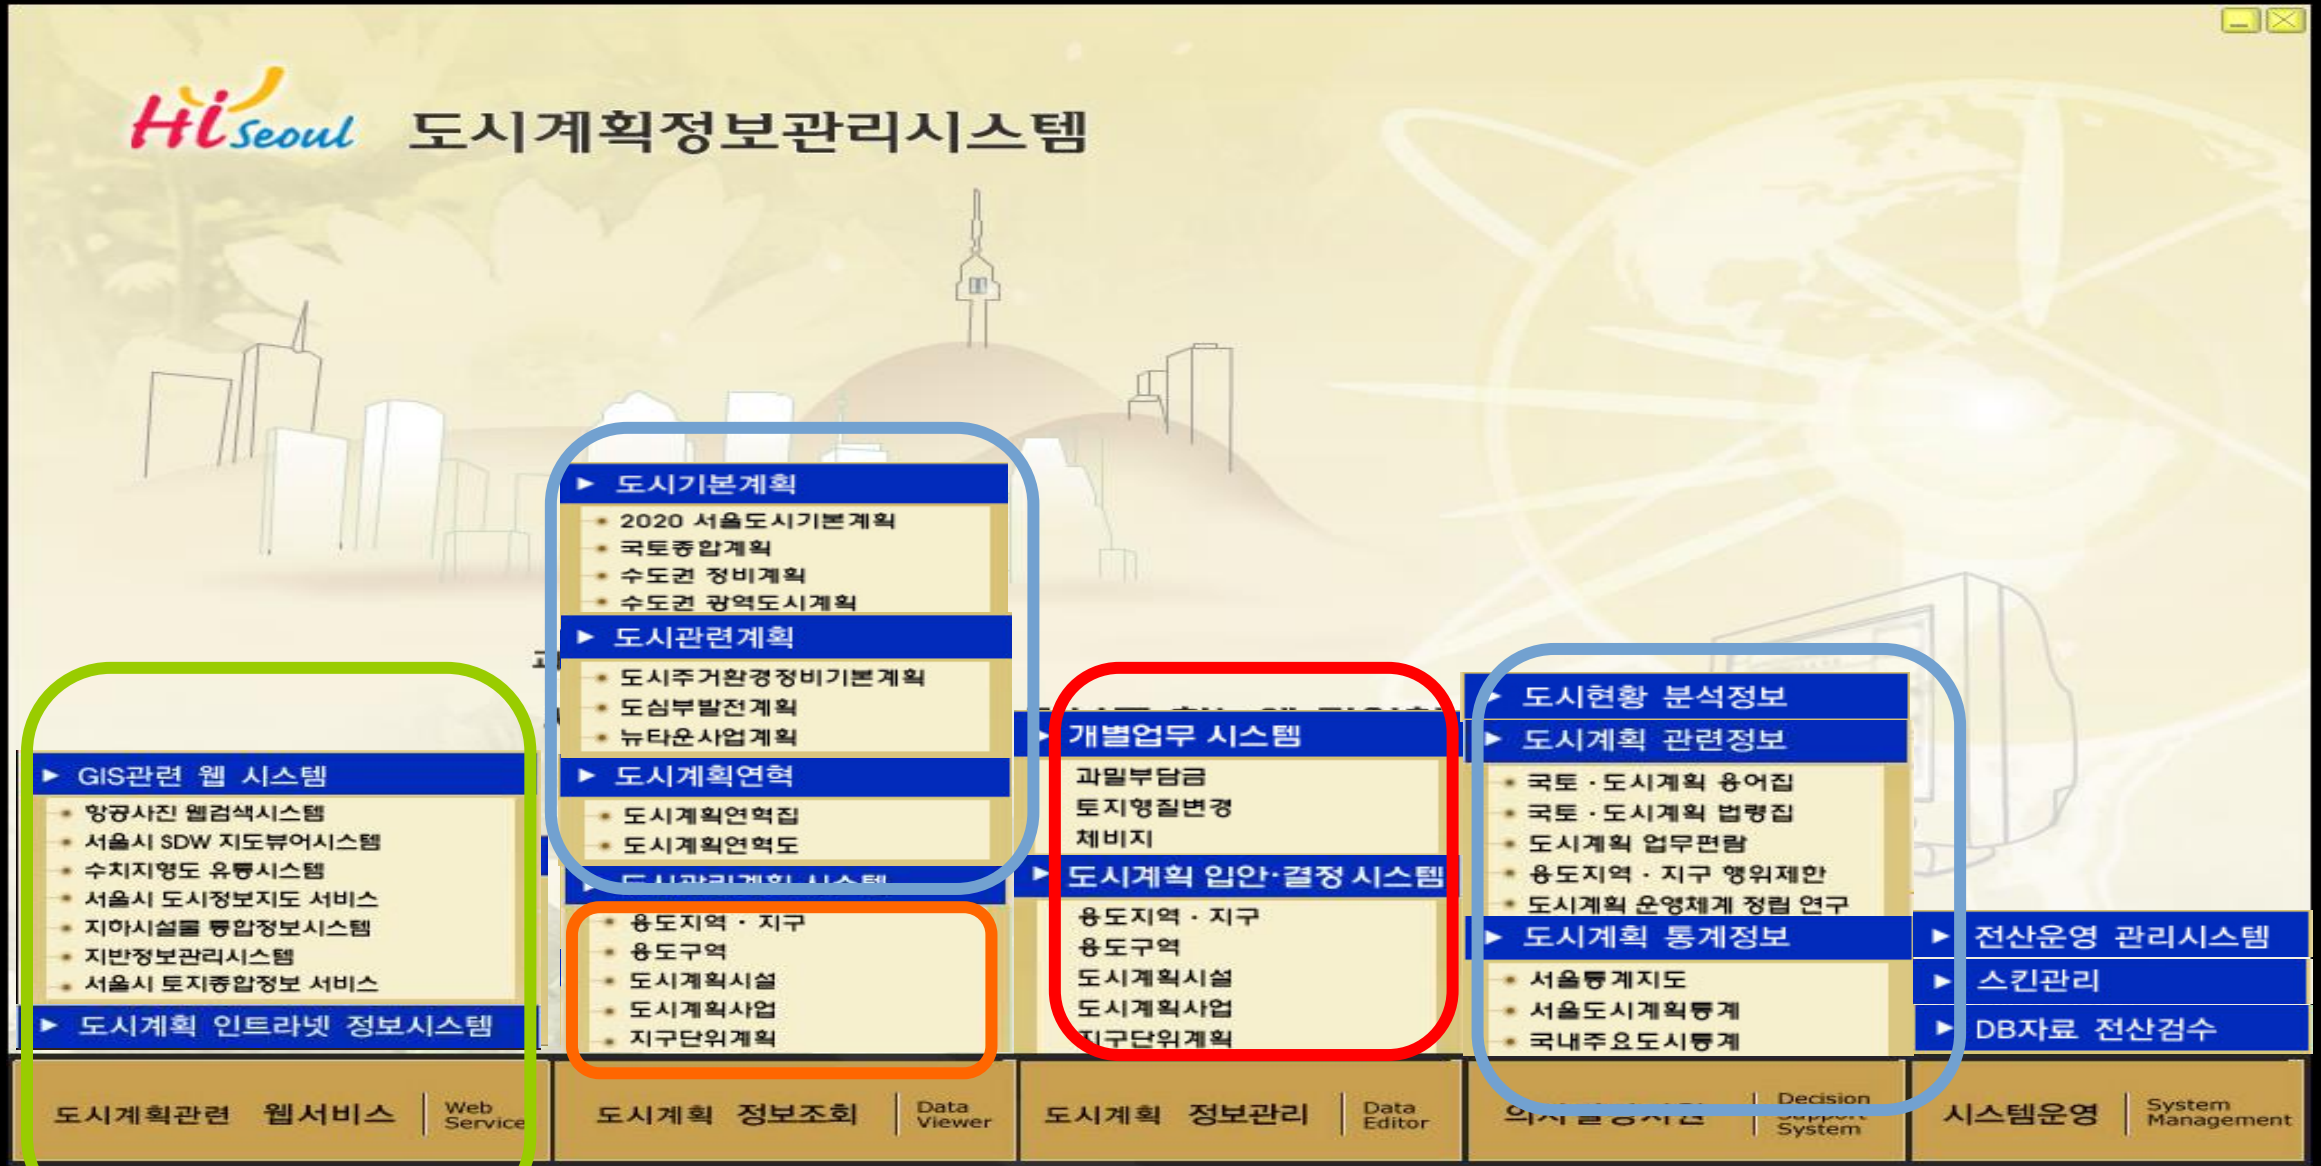 Hi Seoul 도시계획정보관리시스템
▶ GIS관련 웹 시스템
항공사진 웹검색시스템
서울시 SDW 지도뷰어시스템
수치지형도 유통시스템
서울시 도시정보지도 서비스
지하시설물 통합정보시스템
지반정보관리시스템
서울시 토지종합정보 서비스
▶ 도시계획 인트라넷 정보시스템
도시계획관련 웹서비스
Web
Service
▶ 도시기본계획
2020 서울도시기본계획
국토종합계획
수도권 정비계획
수도권 광역도시계획
▶ 도시관련계획
도시주거환경정비기본계획
도심부발전계획
뉴타운사업계획
▶ 도시계획연혁
도시계획연혁집
도시계획연혁도
도시관리계획 시스템
용도지역 · 지구
용도구역
도시계획시설
도시계획사업
지구단위계획
도시계획 정보조회
Data
Viewer
▶ 개별업무 시스템
과밀부담금
토지형질변경
체비지
▶ 도시계획 입안·결정 시스템
용도지역 · 지구
용도구역
도시계획시설
도시계획사업
지구단위계획
도시계획 정보관리
Data
Editor
▶ 도시현황 분석정보
▶ 도시계획 관련정보
국토 · 도시계획 용어집
국토 · 도시계획 법령집
도시계획 업무편람
용도지역 · 지구 행위제한
도시계획 운영체계 정립 연구
▶ 도시계획 통계정보
서울통계지도
서울도시계획통계
국내주요도시통계
의사결정지원
Decision
Support
System
▶ 전산운영 관리시스템
▶ 스킨관리
▶ DB자료 전산검수
시스템운영
System
Management